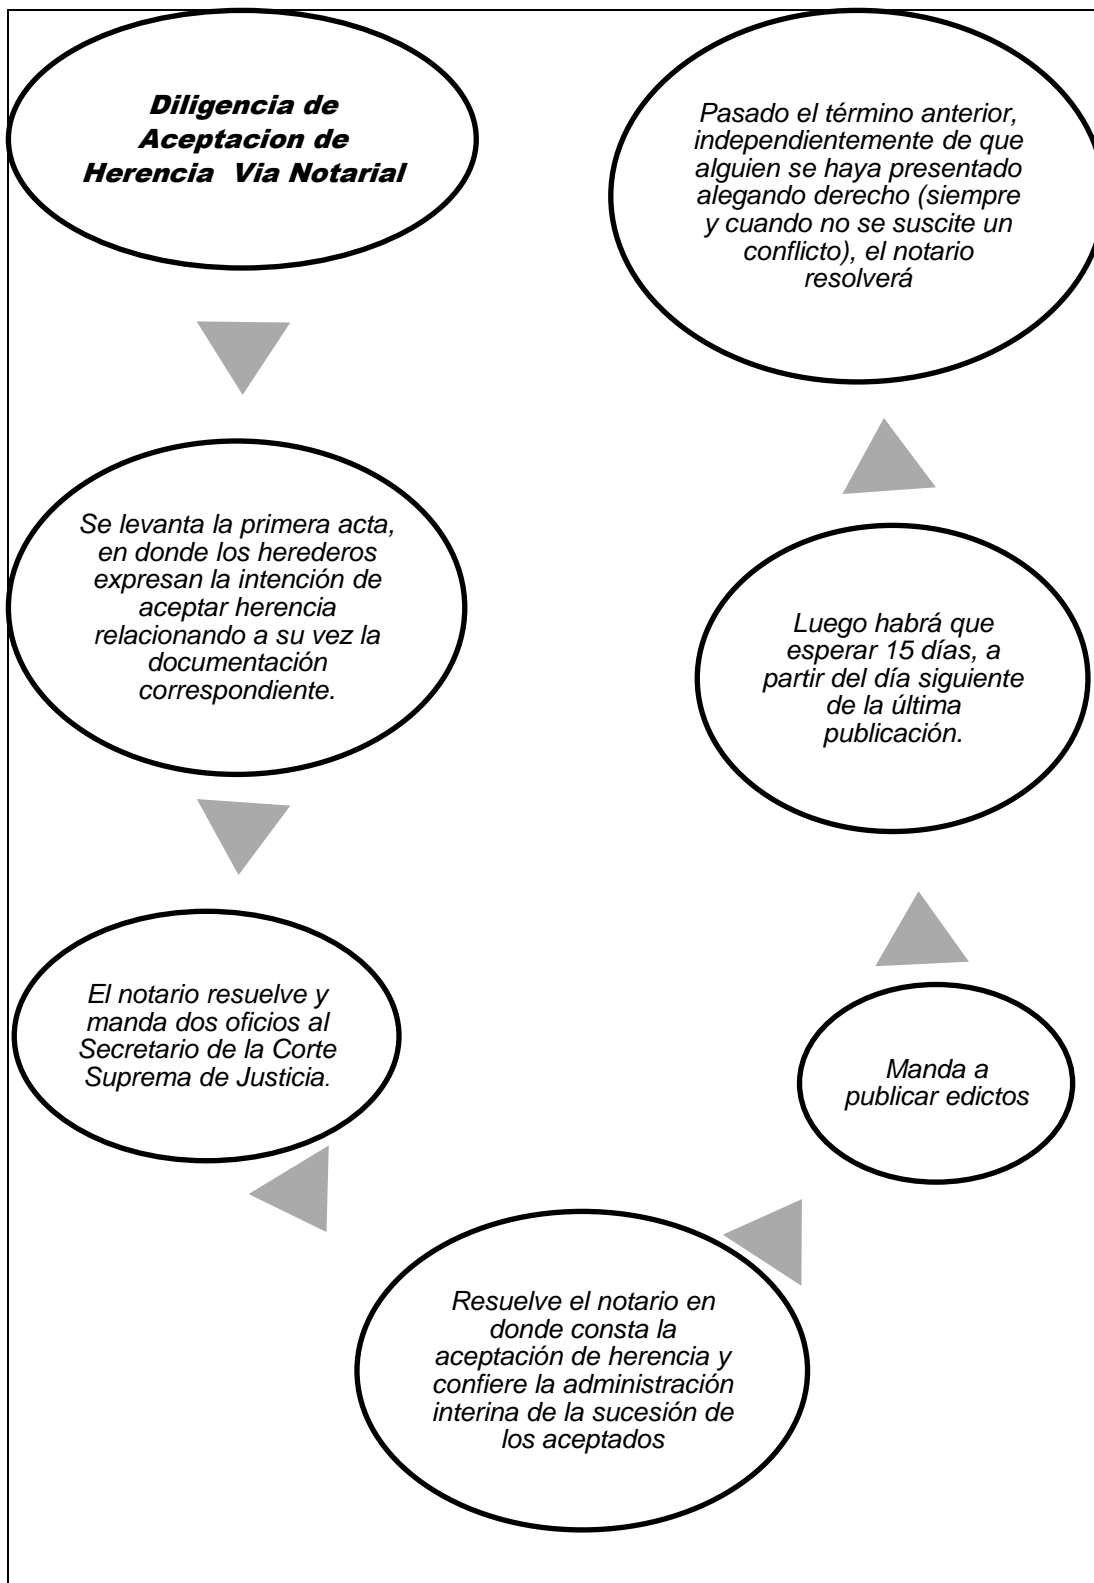 Diligencia de
Aceptacion de
Herencia Via Notarial
Se levanta la primera acta,
en donde los herederos
expresan la intención de
aceptar herencia
relacionando a su vez la
documentación
correspondiente.
El notario resuelve y
manda dos oficios al
Secretario de la Corte
Suprema de Justicia.
Resuelve el notario en
donde consta la
aceptación de herencia y
confiere la administración
interina de la sucesión de
los aceptados
Manda a
publicar edictos
Luego habrá que
esperar 15 días, a
partir del día siguiente
de la última
publicación.
Pasado el término anterior,
independientemente de que
alguien se haya presentado
alegando derecho (siempre
y cuando no se suscite un
conflicto), el notario
resolverá